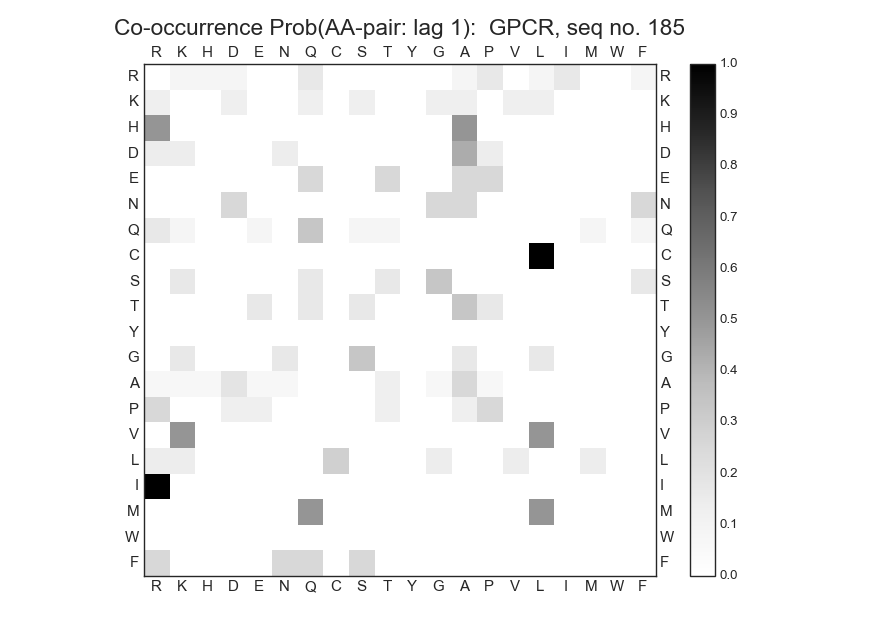 Co-occurrence Prob(AA-pair: lag 1):  GPCR, seq no. 185
R K H D E N Q C S T Y G A P V L I M W F
R R
K K
H H
D D
E E
N N
Q Q
C C
S S
T T
Y Y
G G
A A
P P
V V
L L
I I
M M
W W
F F
R K H D E N Q C S T Y G A P V L I M W F
1.0
0.9
0.8
0.7
0.6
0.5
0.4
0.3
0.2
0.1
0.0